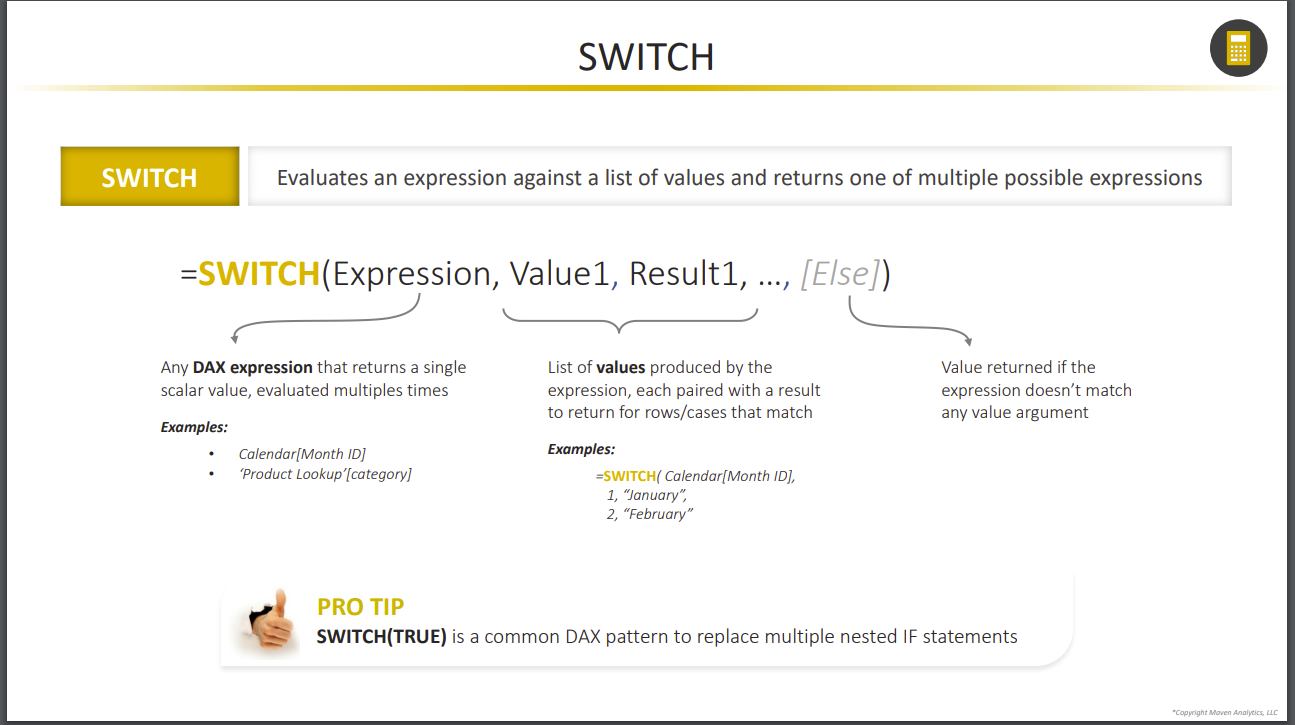 SWITCH
SWITCH
Evaluates an expression against a list of values and returns one of multiple possible expressions
=SWITCH(Expression, Value1, Result1, …, [Else])
Any DAX expression that returns a single
scalar value, evaluated multiples times
Examples:
• Calendar[Month ID]
• ‘Product Lookup’[category]
List of values produced by the
expression, each paired with a result
to return for rows/cases that match
Examples:
=SWITCH( Calendar[Month ID],
1, “January”,
2, “February”
Value returned if the
expression doesn’t match
any value argument
PRO TIP
SWITCH(TRUE) is a common DAX pattern to replace multiple nested IF statements
*Copyright Maven Analytics, LLC